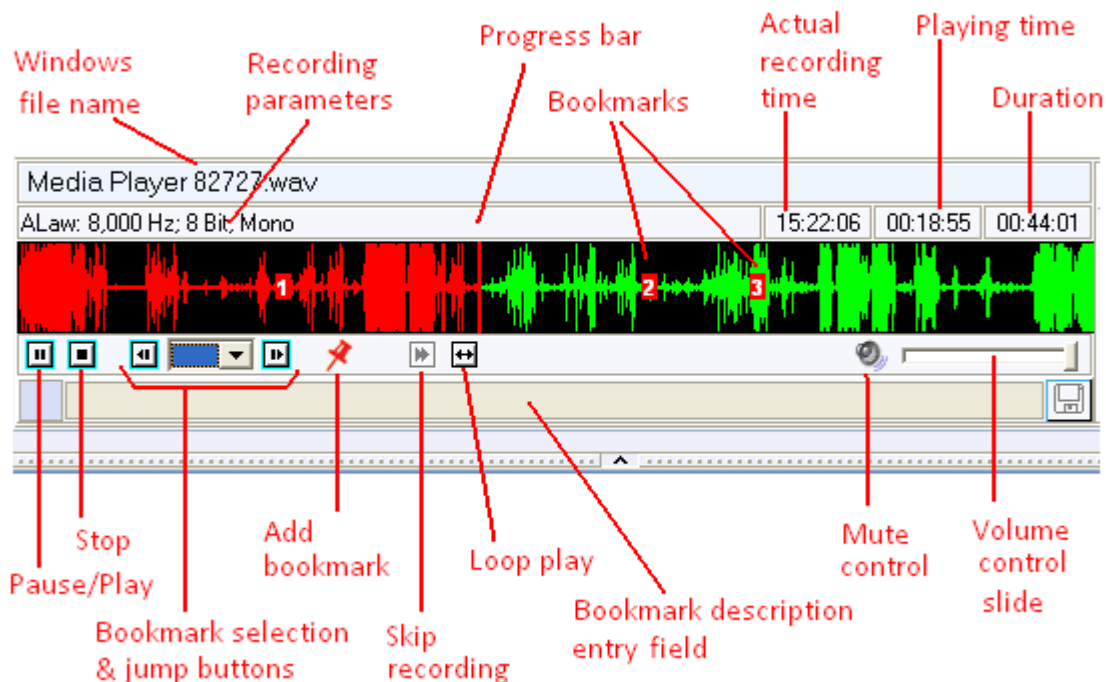 Windows
file name
Recording
parameters
Progress bar
Bookmarks
Actual
recording
time
Playing time
Duration
Media Player 82727.wav
ALaw: 8,000 Hz; 8 Bit; Mono
15:22:06
00:18:55
00:44:01
1
2
3
Pause/Play
Stop
Bookmark selection
& jump buttons
Add
bookmark
Skip
recording
Loop play
Bookmark description
entry field
Mute
control
Volume
control
slide